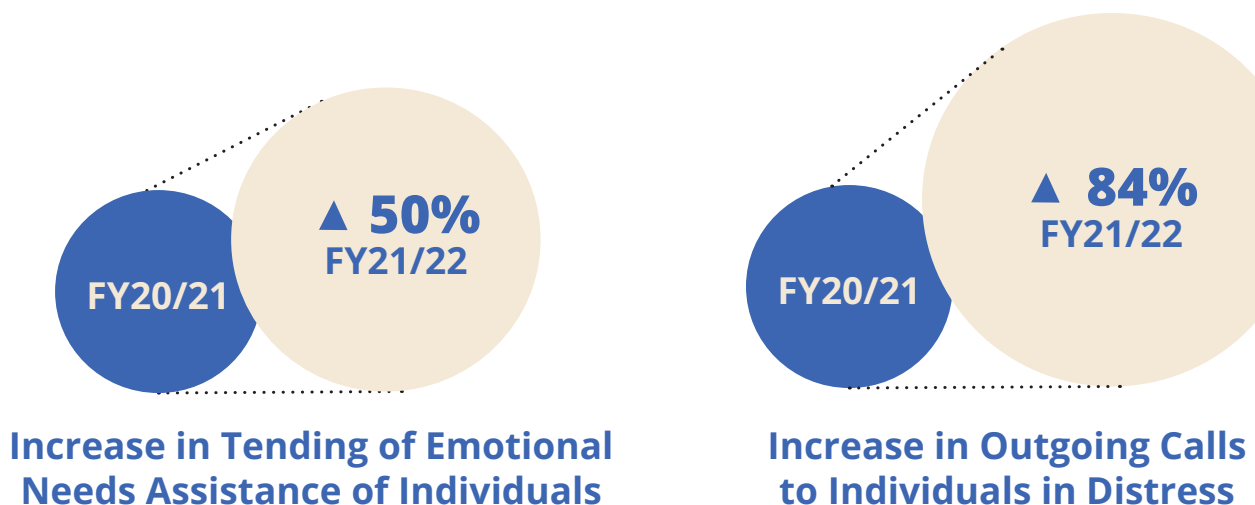 ▲ 50%
FY21/22
FY20/21
Increase in Tending of Emotional
Needs Assistance of Individuals
▲ 84%
FY21/22
FY20/21
Increase in Outgoing Calls
to Individuals in Distress